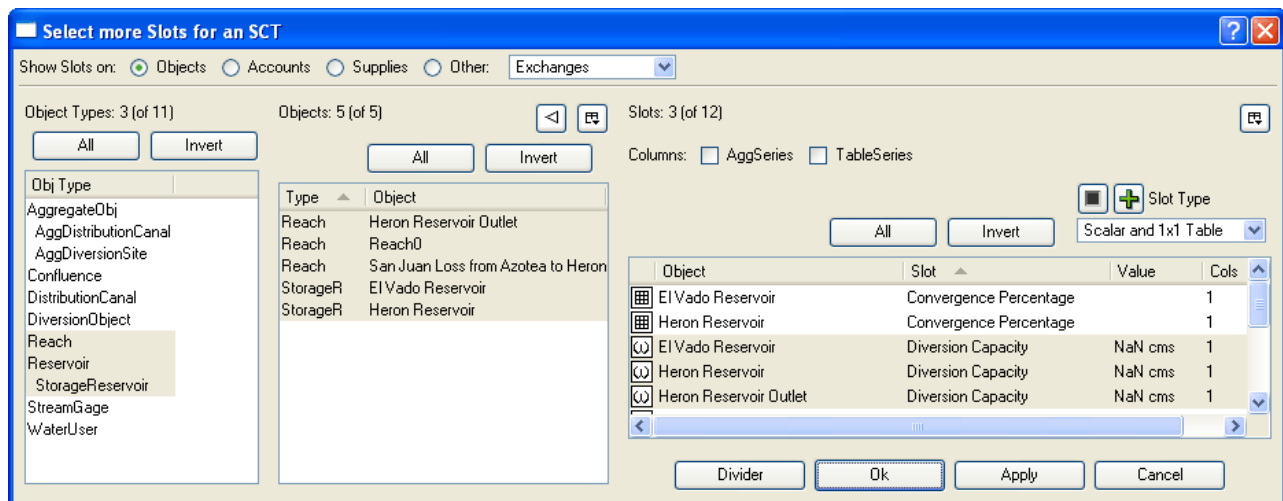 Select more Slots for an SCT
Show Slots on: Objects Accounts Supplies Other: Exchanges
Object Types: 3 (of 11)
All Invert
Obj Type
AggregateObj
AggDistributionCanal
AggDiversionSite
Confluence
DistributionCanal
DiversionObject
Reach
Reservoir
StorageReservoir
StreamGage
WaterUser
Objects: 5 (of 5)
All Invert
Type Object
Reach Heron Reservoir Outlet
Reach Reach0
Reach San Juan Loss from Azotea to Heron
StorageR El Vado Reservoir
StorageR Heron Reservoir
Slots: 3 (of 12)
Columns: AggSeries TableSeries
Slot Type
All Invert Scalar and 1x1 Table
Object Slot Value Cols
El Vado Reservoir Convergence Percentage 1
Heron Reservoir Convergence Percentage 1
El Vado Reservoir Diversion Capacity NaN cms 1
Heron Reservoir Diversion Capacity NaN cms 1
Heron Reservoir Outlet Diversion Capacity NaN cms 1
Divider Ok Apply Cancel